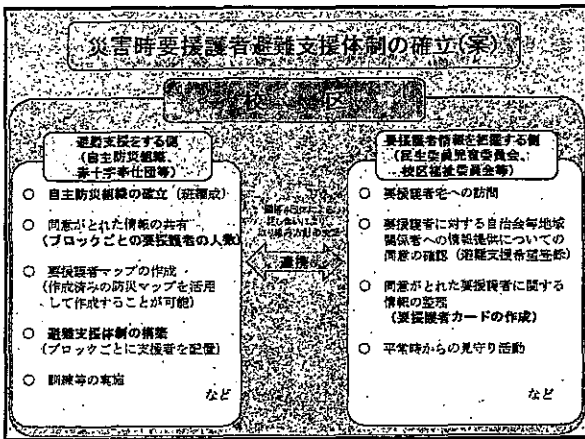 災害時要援護者避難支援体制の確立(案)
校　区
避難支援をする側
(自主防災組織、
赤十字奉仕団等)
○ 自主防災組織の確立(班編成)
○ 同意がとれた情報の共有
(ブロックごとの要援護者の人数)
○ 要援護者マップの作成
(作成済みの防災マップを活用
して作成することが可能)
○ 避難支援体制の構築
(ブロックごとに支援者を配置)
○ 訓練等の実施
など
連携
要援護者情報を把握する側
(民生委員児童委員会、
校区福祉委員会等)
○ 要援護者宅への訪問
○ 要援護者に対する自治会等地域
関係者への情報提供についての
同意の確認(避難支援希望登録)
○ 同意がとれた要援護者に関する
情報の整理
(要援護者カードの作成)
○ 平常時からの見守り活動
など